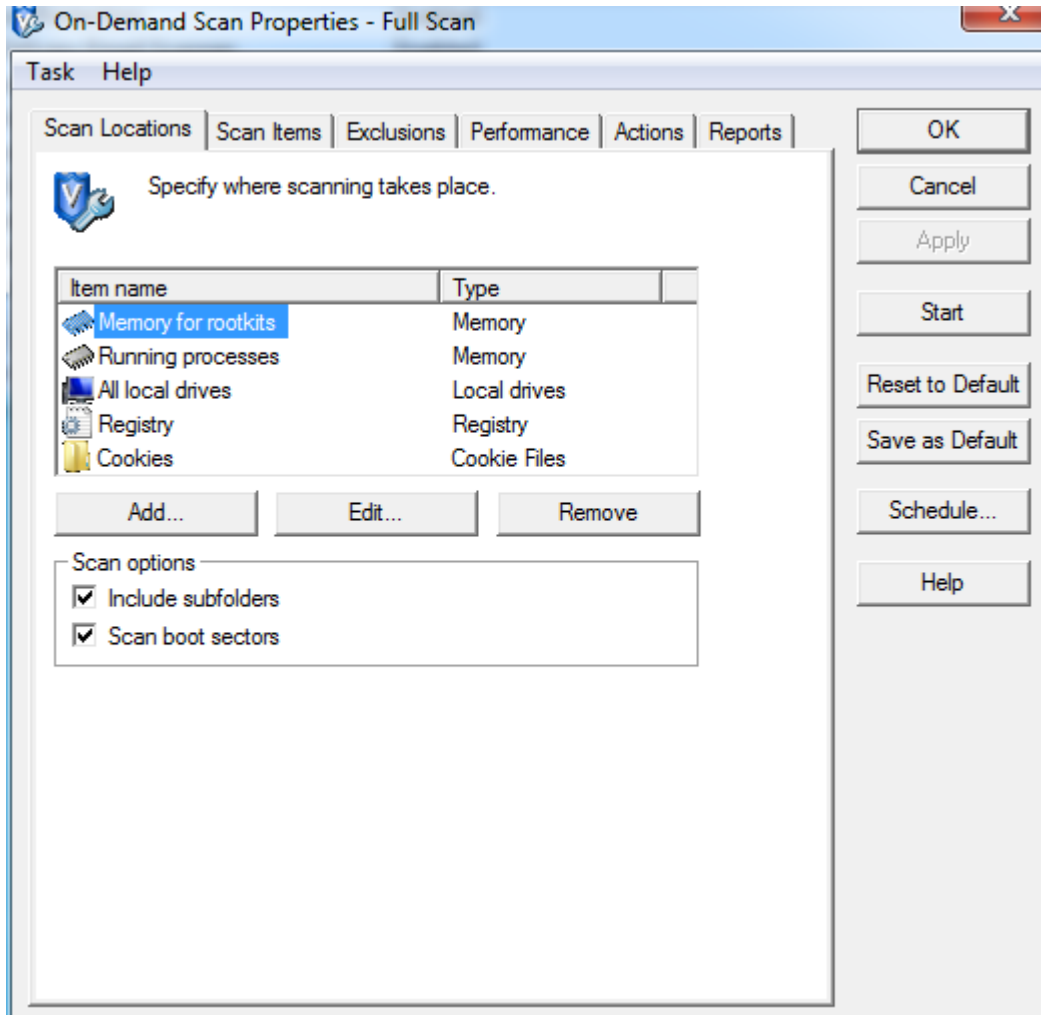 On-Demand Scan Properties - Full Scan
Task Help
Scan Locations Scan Items Exclusions Performance Actions Reports
OK
Specify where scanning takes place.
Cancel
Apply
Item name Type
Memory for rootkits Memory
Start
Running processes Memory
All local drives Local drives
Reset to Default
Registry Registry
Save as Default
Cookies Cookie Files
Add... Edit... Remove
Schedule...
Scan options
Include subfolders
Help
Scan boot sectors